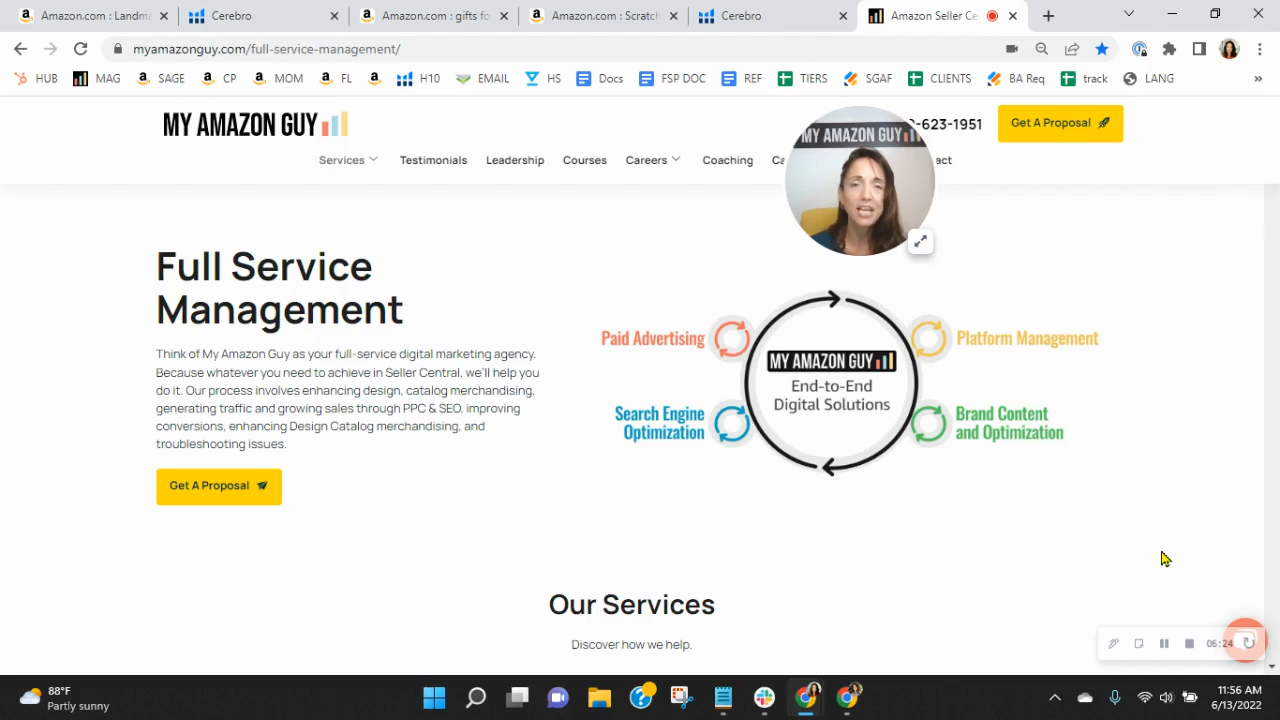 Amazon.com : Landma
Cerebro
Amazon.com : gifts fo
Amazon.com : Scratch
Cerebro
Amazon Seller Ce
myamazonguy.com/full-service-management/
HUB MAG SAGE CP MOM FL H10 EMAIL HS Docs FSP DOC REF TIERS SGAF CLIENTS BA Req track LANG
MY AMAZON GUY
-623-1951
Get A Proposal
Services Testimonials Leadership Courses Careers Coaching
MY AMAZON GUY
Full Service
Management
Think of My Amazon Guy as your full-service digital marketing agency.
Because whatever you need to achieve in Seller Central, we'll help you
do it. Our process involves enhancing design, catalog merchandising,
generating traffic and growing sales through PPC & SEO, improving
conversions, enhancing Design Catalog merchandising, and
troubleshooting issues.
Get A Proposal
Paid Advertising
Platform Management
MY AMAZON GUY
End-to-End
Digital Solutions
Search Engine
Optimization
Brand Content
and Optimization
Our Services
Discover how we help.
06:24
88°F
Partly sunny
11:56 AM
6/13/2022